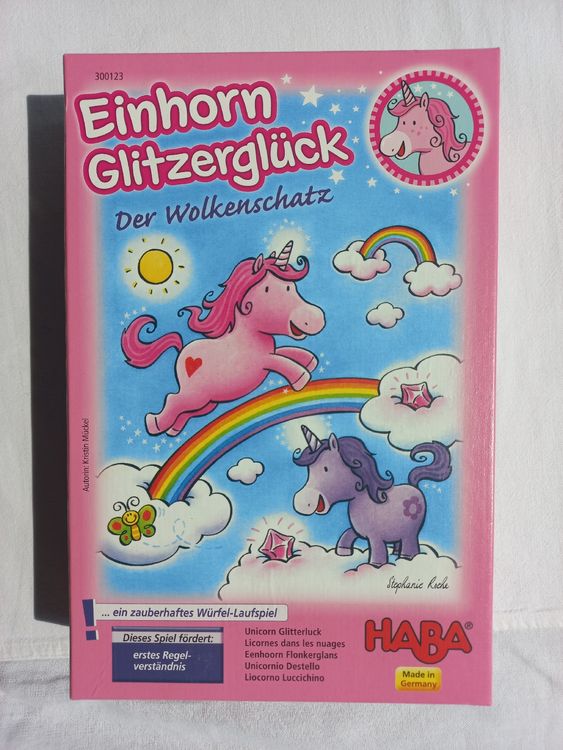 300123
Einhorn
Glitzerglück
Der Wolkenschatz
Autorin: Kristin Mückel
Stephanie Roehe
... ein zauberhaftes Würfel-Laufspiel
Dieses Spiel fördert:
erstes Regel-
verständnis
Unicorn Glitterluck
Licornes dans les nuages
Eenhoorn Flonkerglans
Unicornio Destello
Liocorno Luccichino
HABA®
Made in
Germany